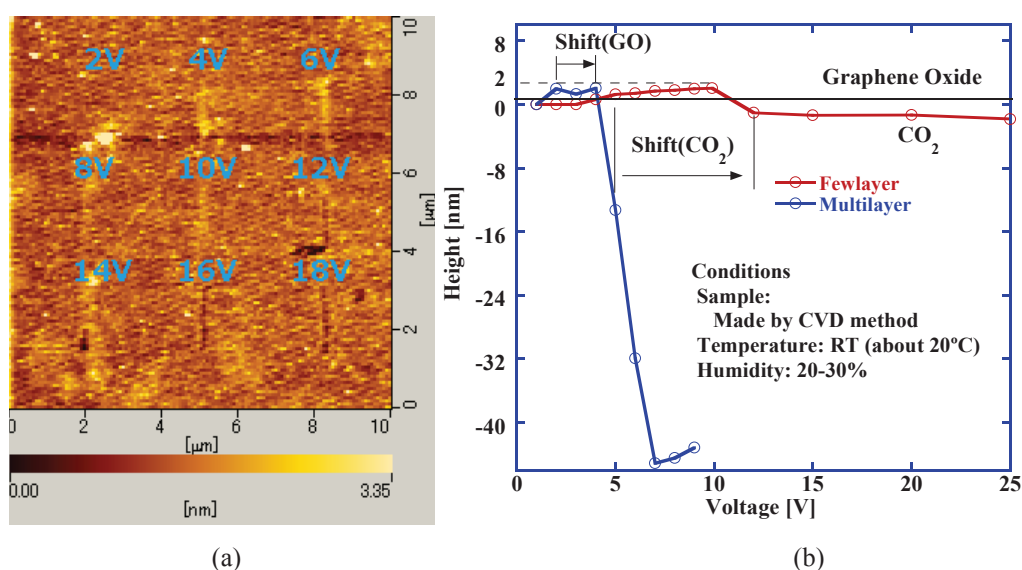 2V 4V 6V
8V 10V 12V
14V 16V 18V
10
8
6
[μm]
4
2
0
0 2 4 6 8 10
[μm]
0.00 3.35
[nm]
(a)
8
2
0
-8
-16
-24
-32
-40
Height [nm]
Shift(GO)
Graphene Oxide
Shift(CO₂)
CO₂
Fewlayer
Multilayer
Conditions
Sample:
Made by CVD method
Temperature: RT (about 20°C)
Humidity: 20-30%
0 5 10 15 20 25
Voltage [V]
(b)